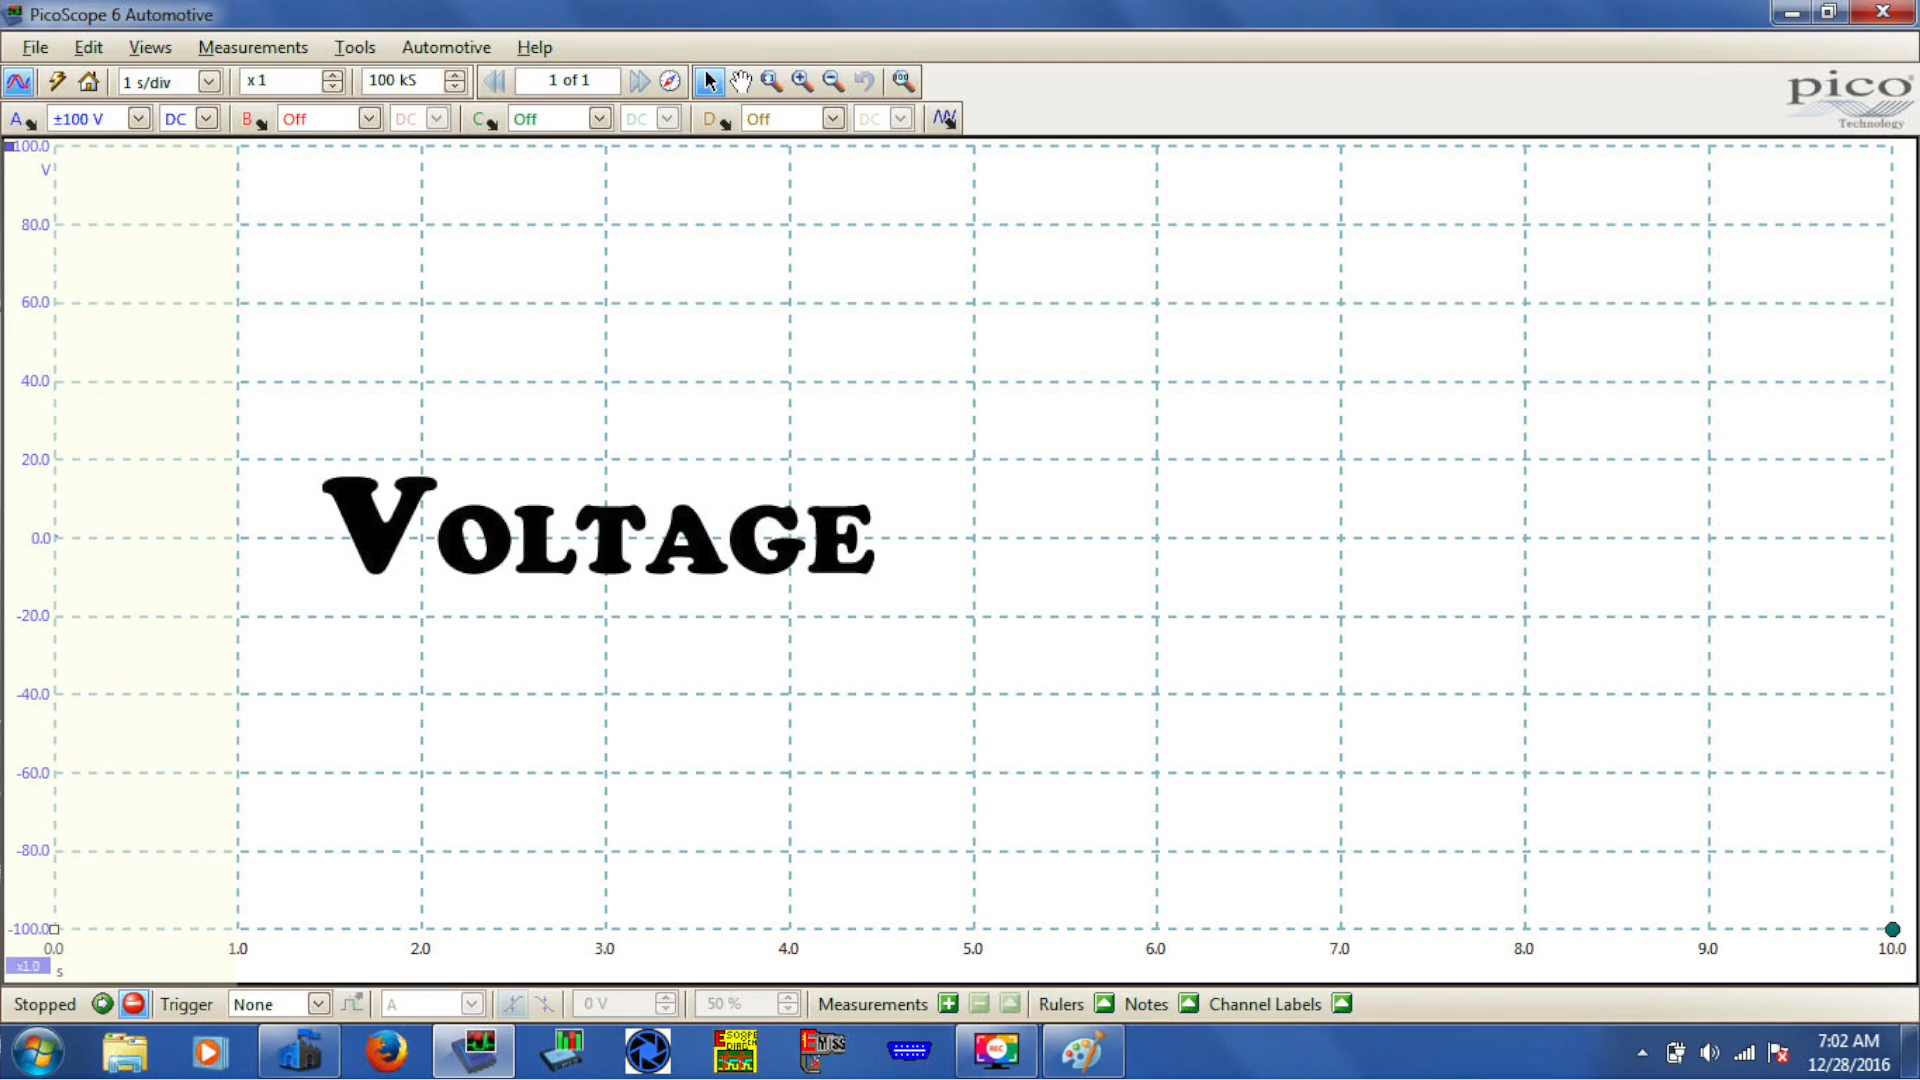 PicoScope 6 Automotive
File Edit Views Measurements Tools Automotive Help
1 s/div x 1 100 kS 1 of 1
pico
Technology
A ±100 V DC B Off DC C Off DC D Off DC
100.0
V
80.0
60.0
40.0
20.0
VOLTAGE
0.0
-20.0
-40.0
-60.0
-80.0
-100.0
0.0 1.0 2.0 3.0 4.0 5.0 6.0 7.0 8.0 9.0 10.0
x1.0 s
Stopped Trigger None A 0 V 50 % Measurements Rulers Notes Channel Labels
ESCOPE
EMISS
REC
7:02 AM
12/28/2016